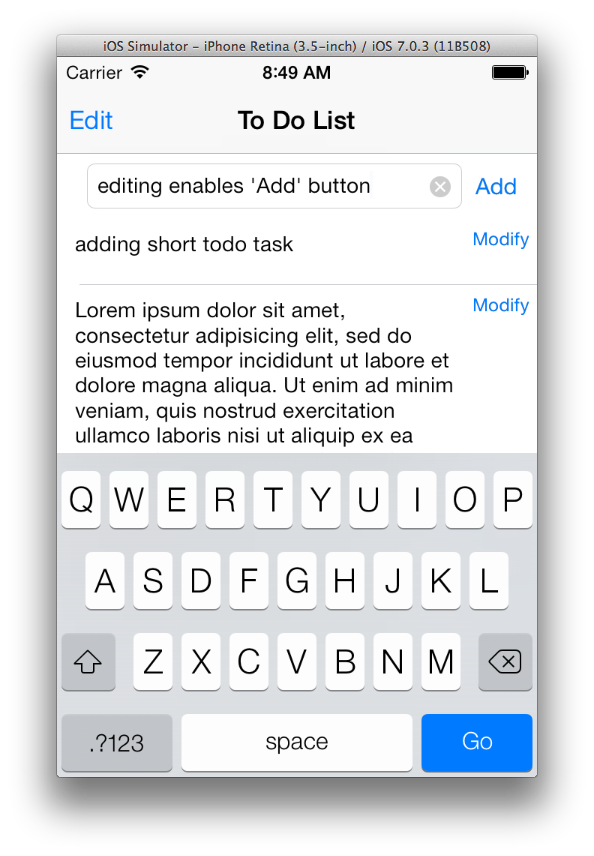 iOS Simulator - iPhone Retina (3.5-inch) / iOS 7.0.3 (11B508)
Carrier 8:49 AM
Edit To Do List
editing enables 'Add' button Add
adding short todo task Modify
Lorem ipsum dolor sit amet, Modify
consectetur adipisicing elit, sed do
eiusmod tempor incididunt ut labore et
dolore magna aliqua. Ut enim ad minim
veniam, quis nostrud exercitation
ullamco laboris nisi ut aliquip ex ea
Q W E R T Y U I O P
A S D F G H J K L
Z X C V B N M
.?123 space Go